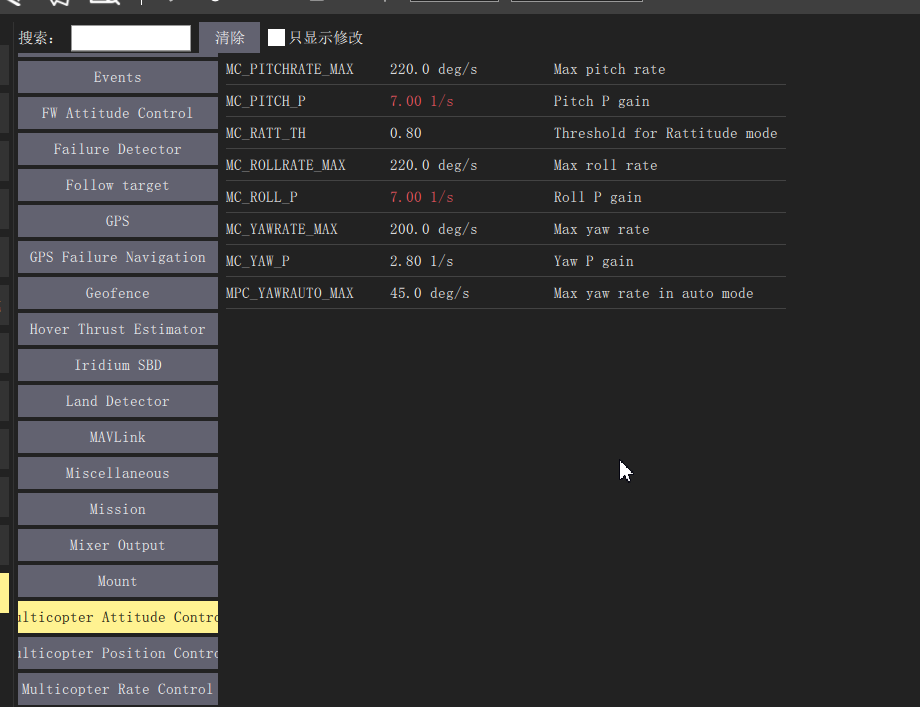 搜索： 清除 只显示修改
Events
FW Attitude Control
Failure Detector
Follow target
GPS
GPS Failure Navigation
Geofence
Hover Thrust Estimator
Iridium SBD
Land Detector
MAVLink
Miscellaneous
Mission
Mixer Output
Mount
ulticopter Attitude Contro
ulticopter Position Contro
Multicopter Rate Control
MC_PITCHRATE_MAX 220.0 deg/s Max pitch rate
MC_PITCH_P 7.00 1/s Pitch P gain
MC_RATT_TH 0.80 Threshold for Rattitude mode
MC_ROLLRATE_MAX 220.0 deg/s Max roll rate
MC_ROLL_P 7.00 1/s Roll P gain
MC_YAWRATE_MAX 200.0 deg/s Max yaw rate
MC_YAW_P 2.80 1/s Yaw P gain
MPC_YAWRAUTO_MAX 45.0 deg/s Max yaw rate in auto mode